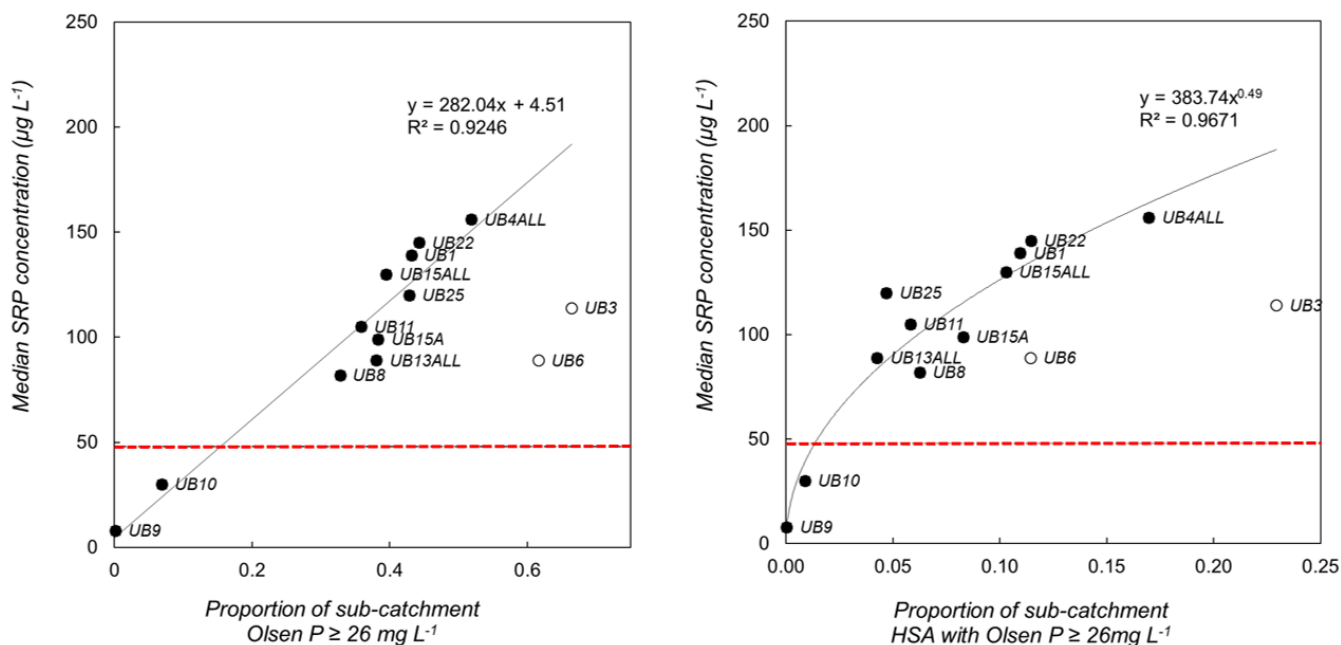 250
200
150
100
50
0
Median SRP concentration (µg L-1)
y = 282.04x + 4.51
R² = 0.9246
UB4ALL
UB22
UB1
UB15ALL
UB25
UB3
UB11
UB15A
UB13ALL
UB6
UB8
UB10
UB9
0 0.2 0.4 0.6
Proportion of sub-catchment
Olsen P ≥ 26 mg L-1
250
200
150
100
50
0
Median SRP concentration (µg L-1)
y = 383.74x0.49
R² = 0.9671
UB4ALL
UB22
UB1
UB15ALL
UB25
UB3
UB11
UB15A
UB13ALL
UB6
UB8
UB10
UB9
0.00 0.05 0.10 0.15 0.20 0.25
Proportion of sub-catchment
HSA with Olsen P ≥ 26mg L-1